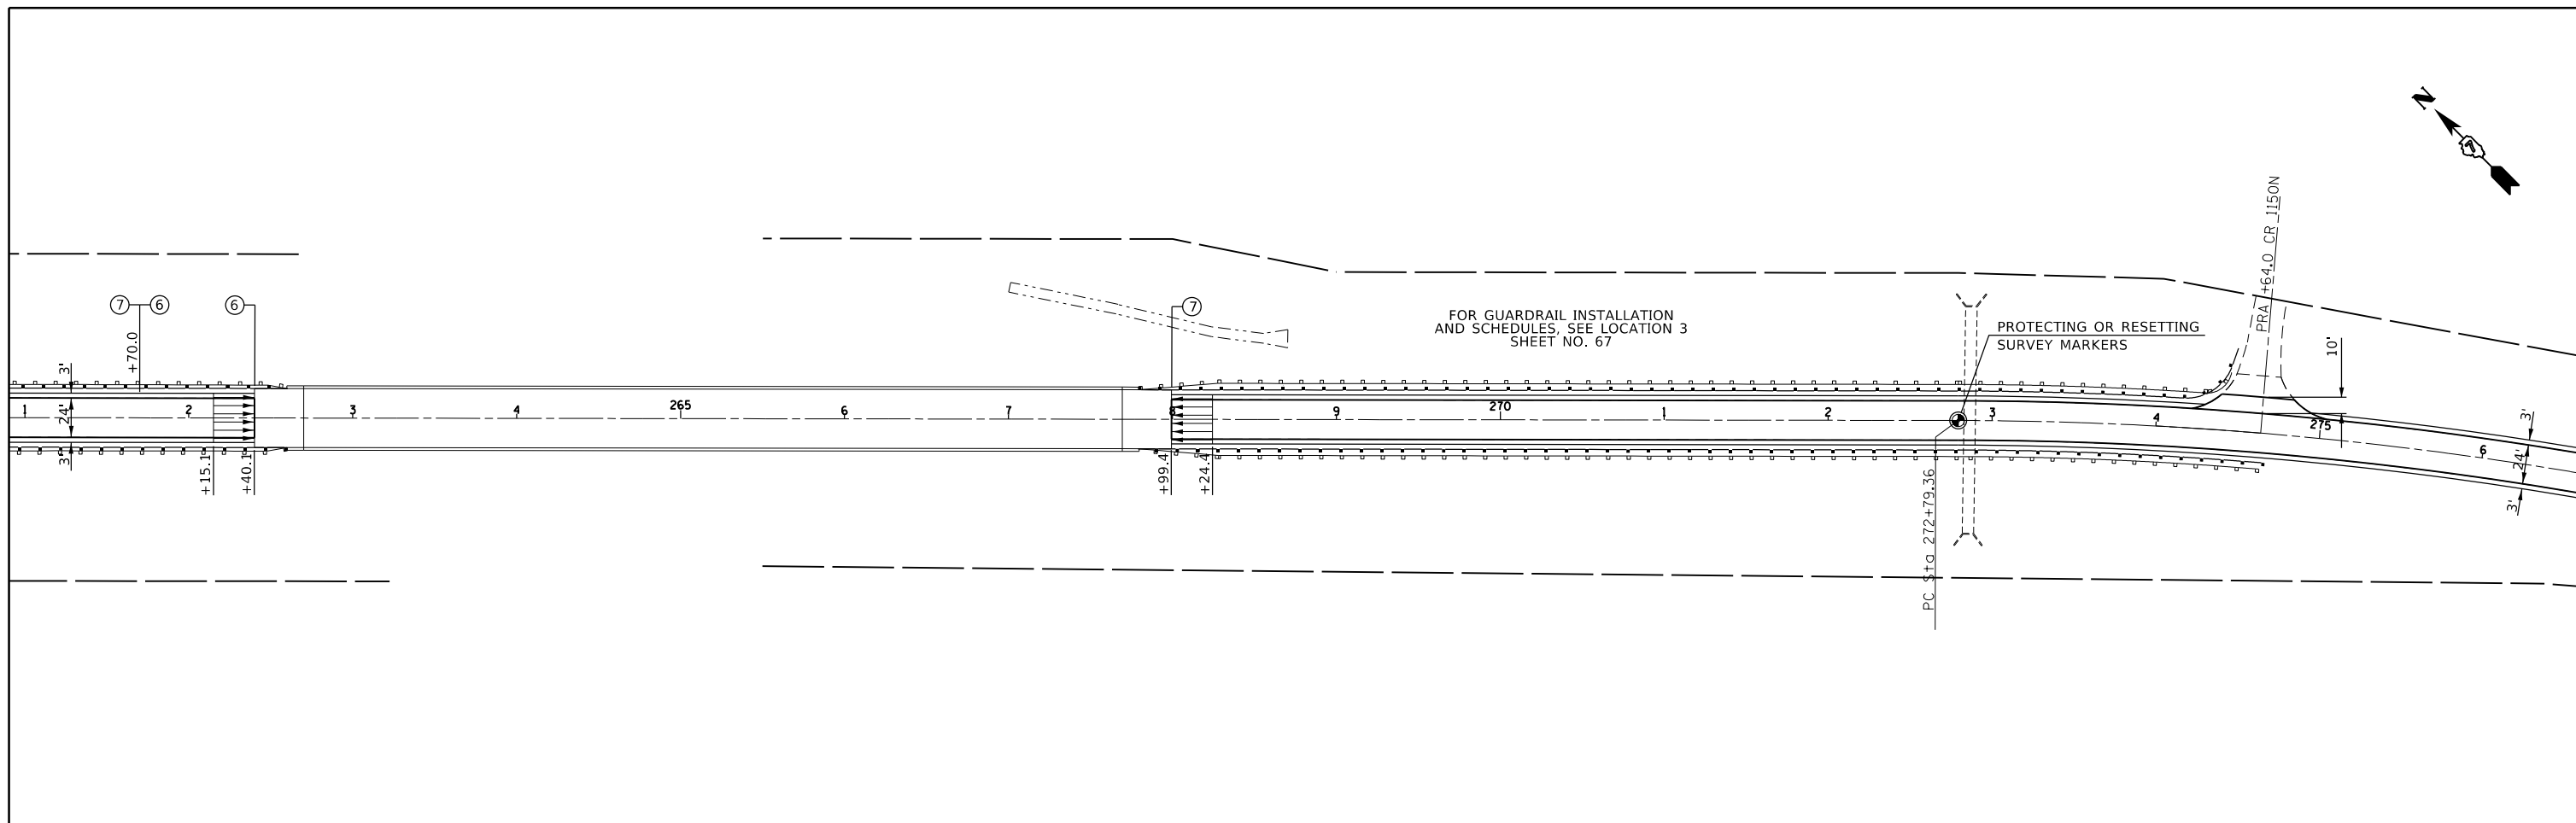 N
7
PRA +64.0 CR 1150N
7 6
6
7
+70.0
FOR GUARDRAIL INSTALLATION
AND SCHEDULES, SEE LOCATION 3
SHEET NO. 67
PROTECTING OR RESETTING
SURVEY MARKERS
10'
3'
24'
3'
1 2 3 4 265 6 7 8 9 270 1 2 3 4 275 6
3'
24'
3'
+15.1
+40.1
+99.4
+24.4
PC Sta 272+79.36